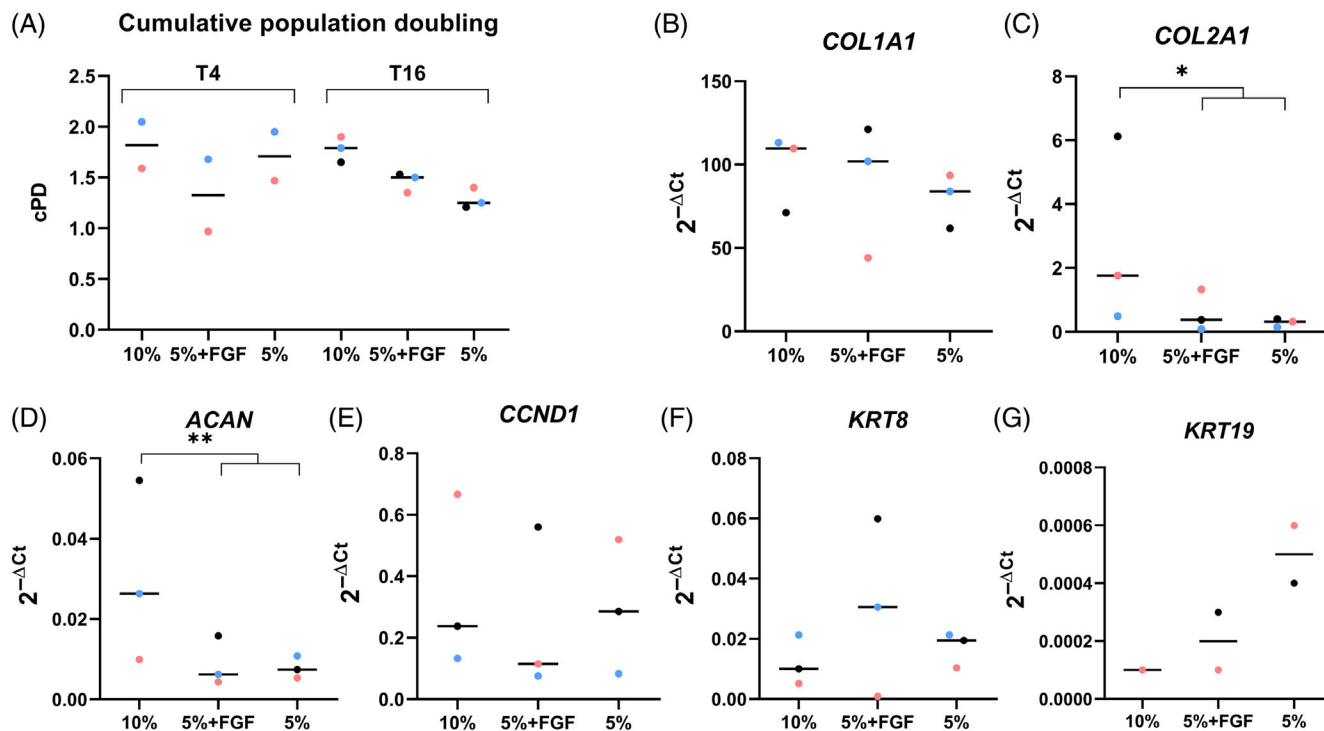 (A) Cumulative population doubling
T4 T16
cPD
2.5
2.0
1.5
1.0
0.5
0.0
10% 5%+FGF 5% 10% 5%+FGF 5%
(B) COL1A1
2^−ΔCt
150
100
50
0
10% 5%+FGF 5%
(C) COL2A1
*
2^−ΔCt
8
6
4
2
0
10% 5%+FGF 5%
(D) ACAN
**
2^−ΔCt
0.06
0.04
0.02
0.00
10% 5%+FGF 5%
(E) CCND1
2^−ΔCt
0.8
0.6
0.4
0.2
0.0
10% 5%+FGF 5%
(F) KRT8
2^−ΔCt
0.08
0.06
0.04
0.02
0.00
10% 5%+FGF 5%
(G) KRT19
2^−ΔCt
0.0008
0.0006
0.0004
0.0002
0.0000
10% 5%+FGF 5%